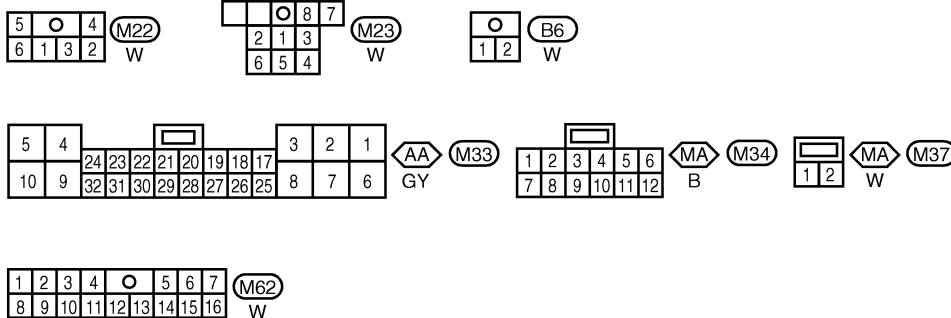 5 4 M22
6 1 3 2 W
8 7 M23
2 1 3 W
6 5 4
B6
1 2 W
5 4 3 2 1 AA M33
24 23 22 21 20 19 18 17 GY
10 9 32 31 30 29 28 27 26 25 8 7 6
1 2 3 4 5 6 MA M34
7 8 9 10 11 12 B
MA M37
1 2 W
1 2 3 4 5 6 7 M62
8 9 10 11 12 13 14 15 16 W